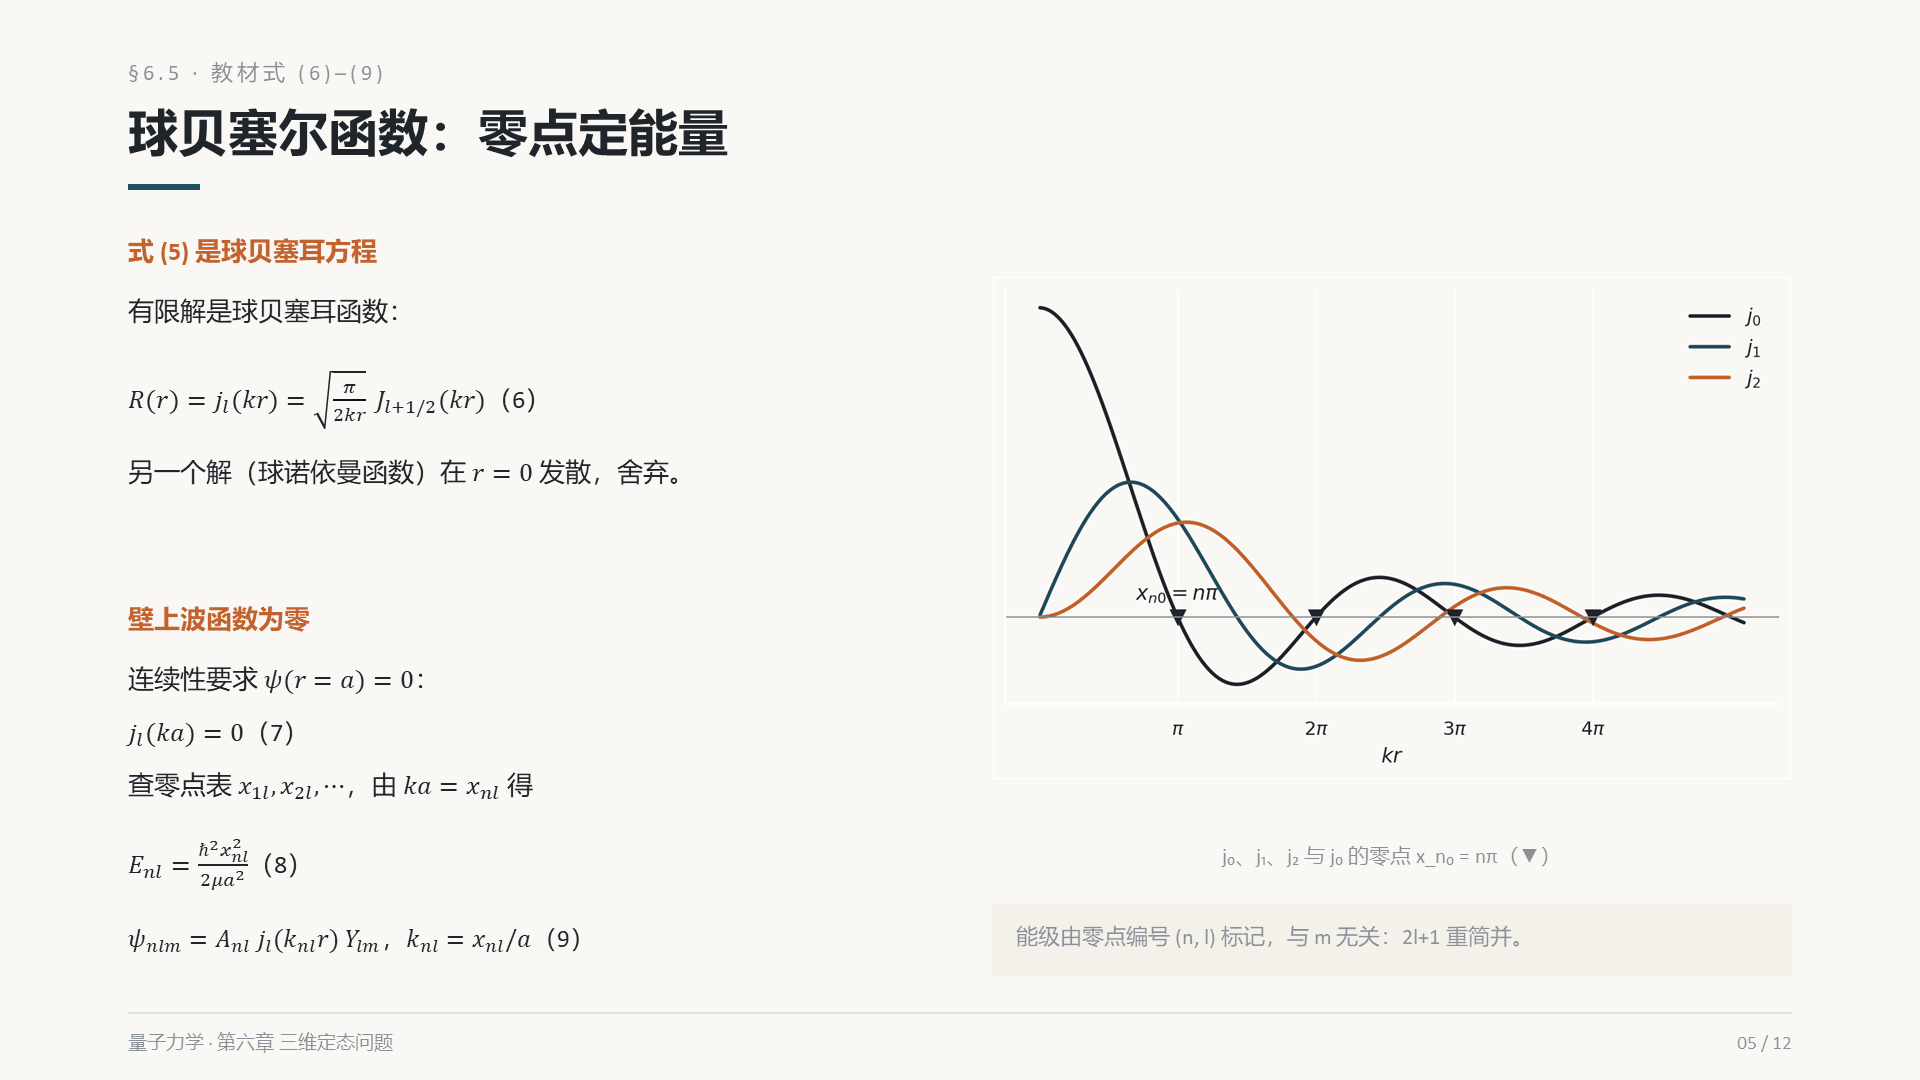 §6.5 · 教材式 (6)–(9)
球贝塞尔函数：零点定能量
式 (5) 是球贝塞耳方程
有限解是球贝塞耳函数：
R(r) = j_l(kr) = √(π/2kr) J_{l+1/2}(kr)（6）
另一个解（球诺依曼函数）在 r = 0 发散，舍弃。
壁上波函数为零
连续性要求 ψ(r = a) = 0：
j_l(ka) = 0（7）
查零点表 x_{1l}, x_{2l}, ⋯，由 ka = x_{nl} 得
E_{nl} = ħ²x²_{nl}/2μa²（8）
ψ_{nlm} = A_{nl} j_l(k_{nl}r) Y_{lm}，k_{nl} = x_{nl}/a（9）
j₀
j₁
j₂
x_{n0} = nπ
π 2π 3π 4π
kr
j₀、j₁、j₂ 与 j₀ 的零点 x_n₀ = nπ（▼）
能级由零点编号 (n, l) 标记，与 m 无关：2l+1 重简并。
量子力学 · 第六章 三维定态问题
05 / 12